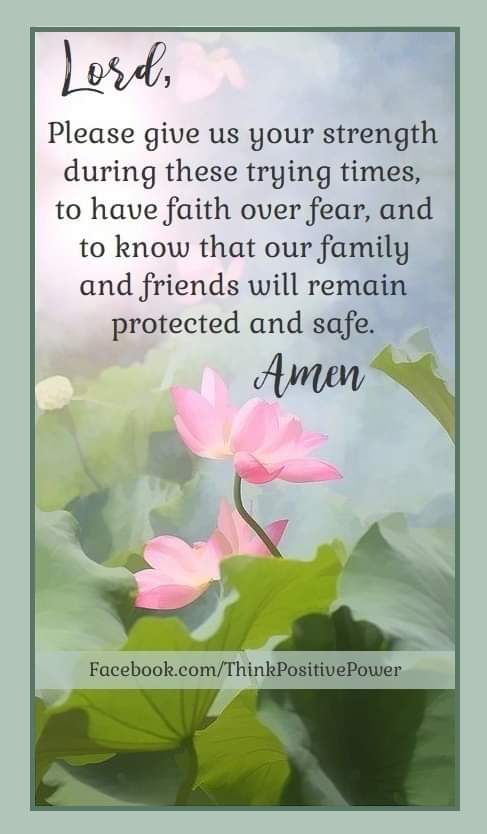 Lord,
Please give us your strength
during these trying times,
to have faith over fear, and
to know that our family
and friends will remain
protected and safe.
Amen
Facebook.com/ThinkPositivePower